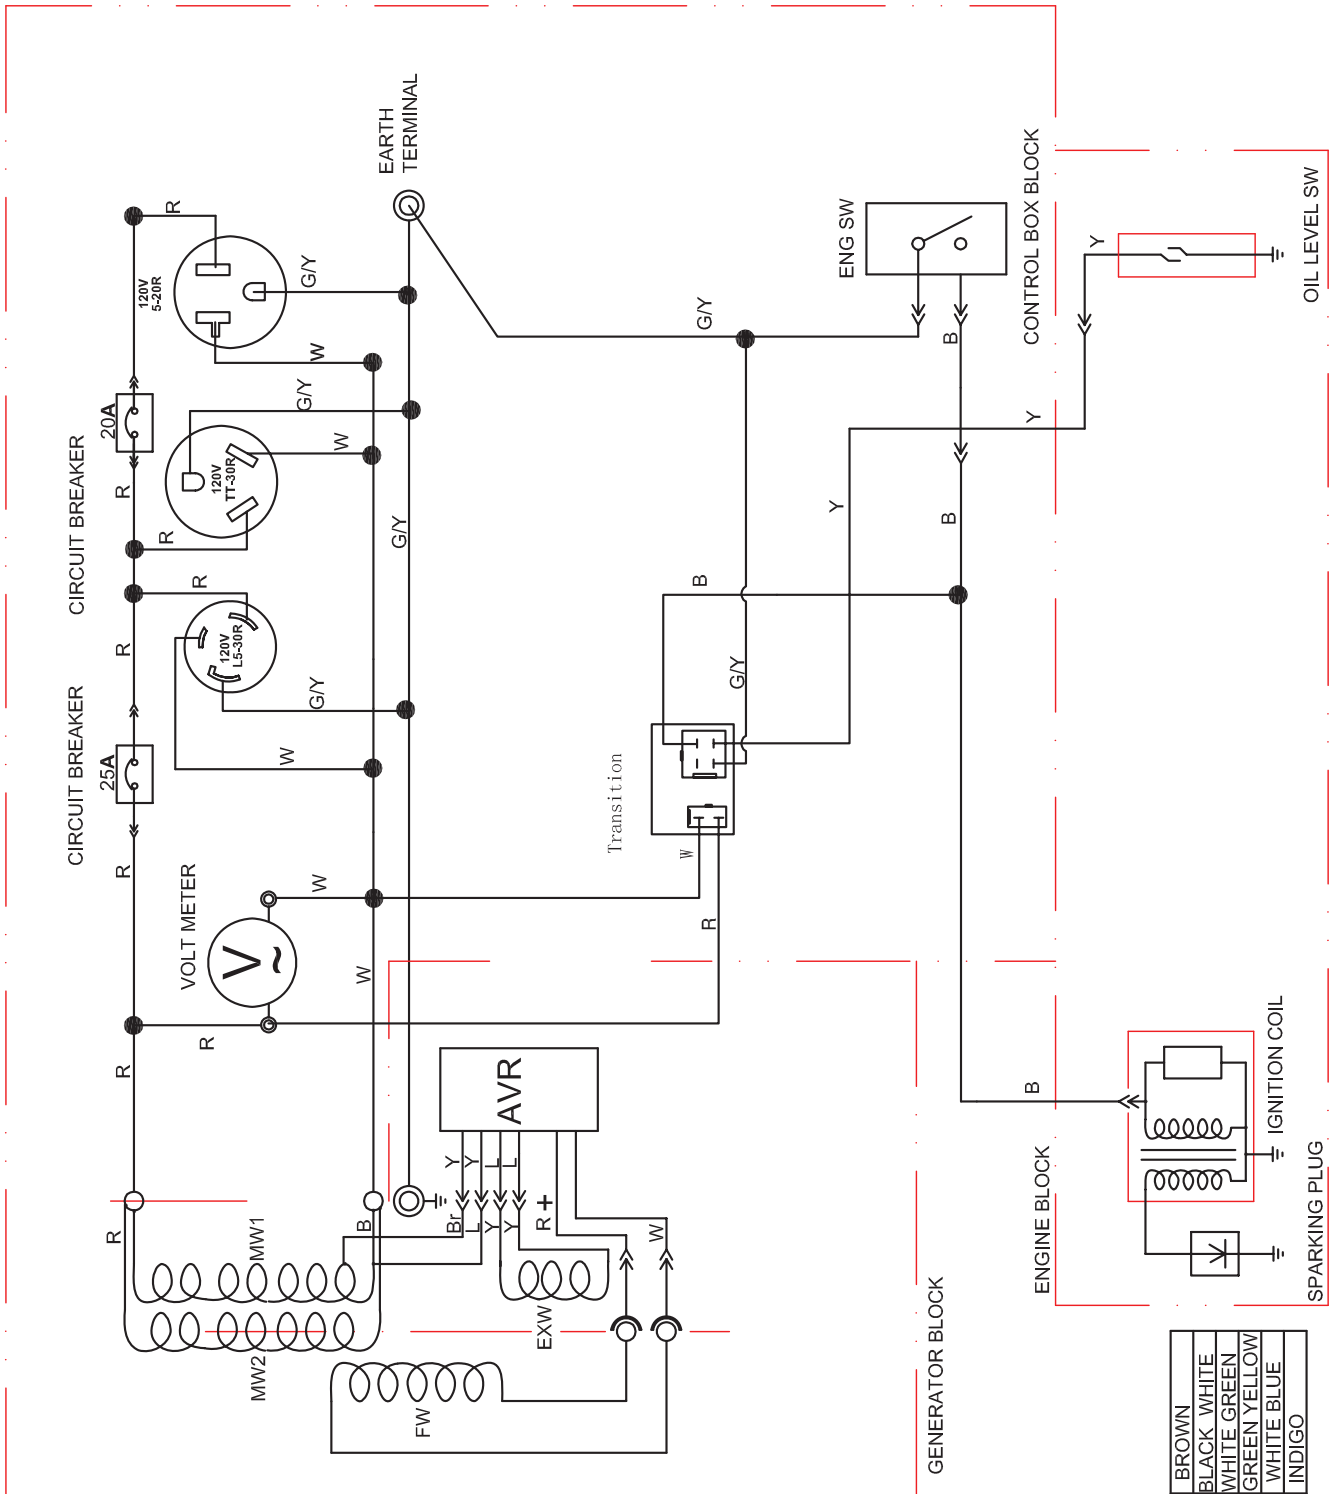 EARTH
TERMINAL
R
120V
5-20R
G/Y
W
CIRCUIT BREAKER
20A
R
G/Y
W
120V
TT-30R
R
G/Y
R
R
120V
L5-30R
G/Y
W
CIRCUIT BREAKER
25A
R
VOLT METER
V
~
W
W
R
R
ENG SW
CONTROL BOX BLOCK
G/Y
B
Y
OIL LEVEL SW
Y
Y
B
B
G/Y
Transition
W
R
AVR
Y
Y
L
L
Br
L
Y
Y
R +
W
R
B
MW1
MW2
EXW
FW
GENERATOR BLOCK
ENGINE BLOCK
B
IGNITION COIL
SPARKING PLUG
BROWN
BLACK WHITE
WHITE GREEN
GREEN YELLOW
WHITE BLUE
INDIGO